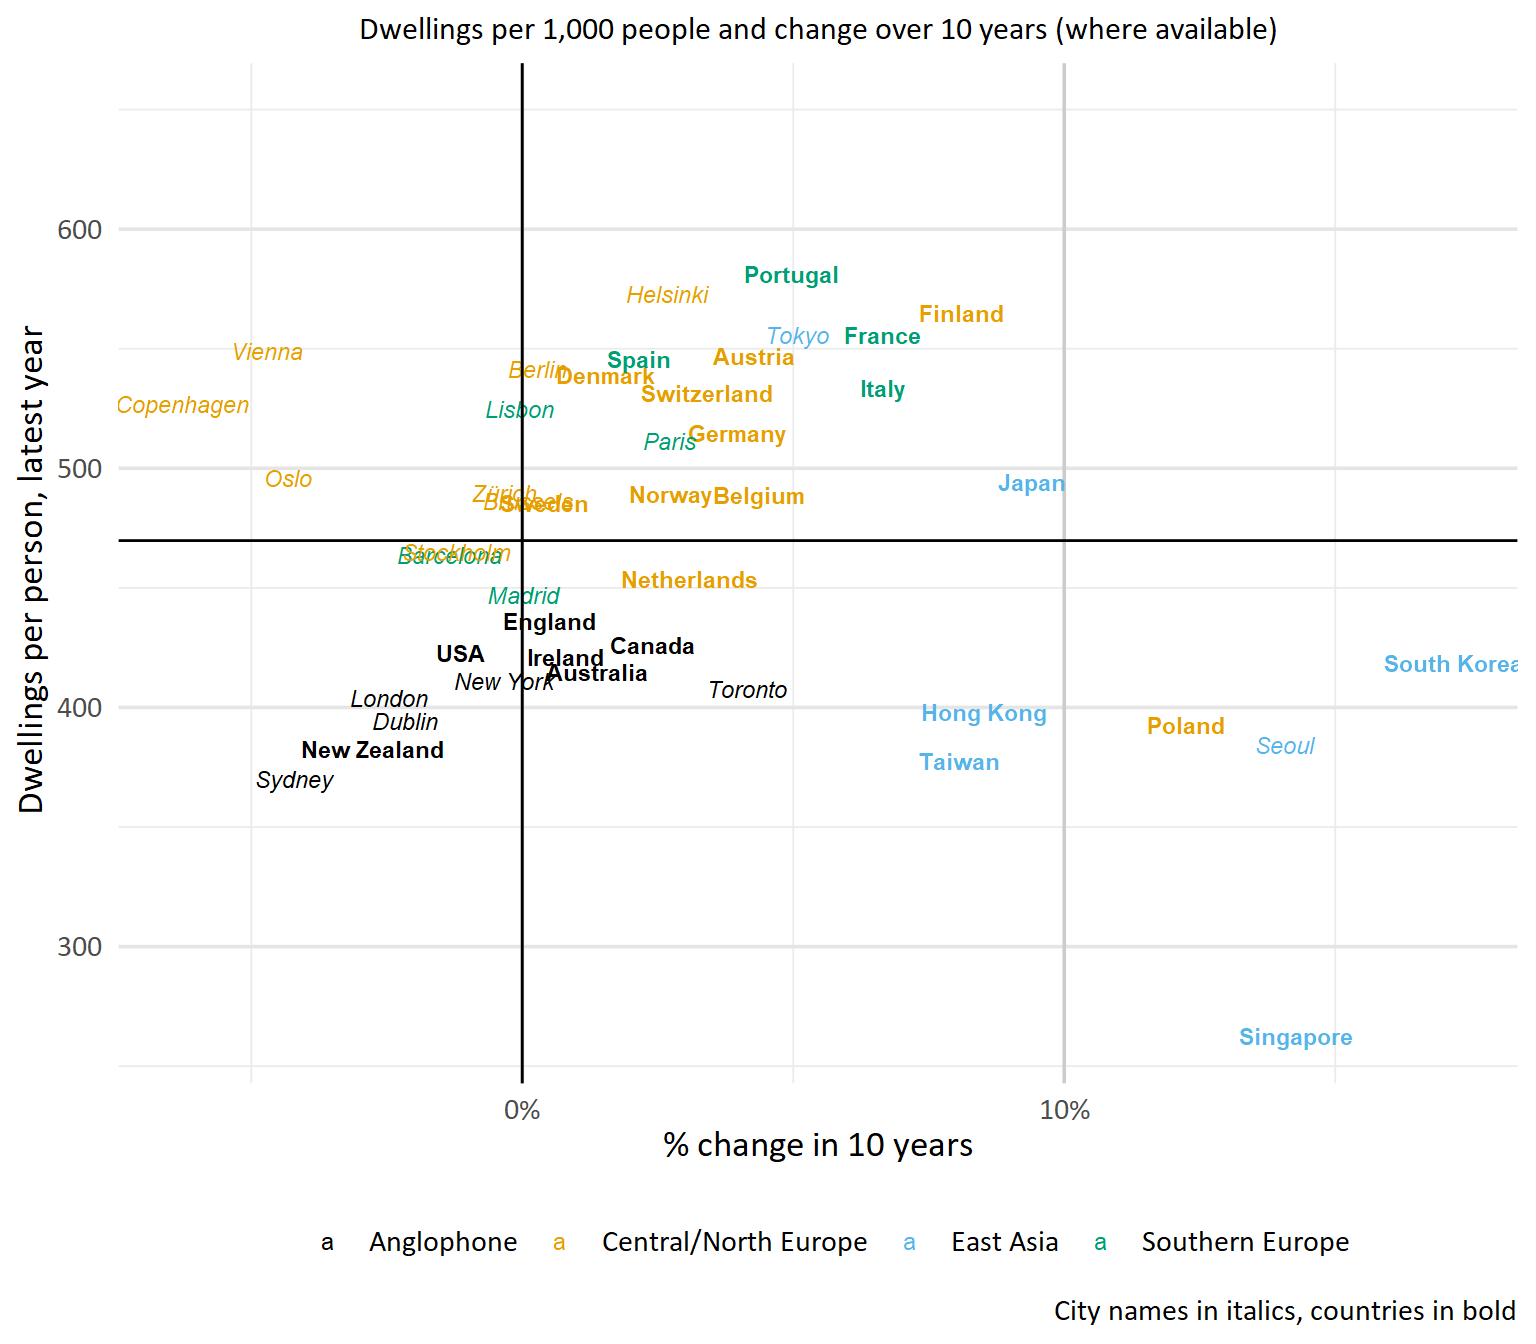 Dwellings per 1,000 people and change over 10 years (where available)
Dwellings per person, latest year
600
500
400
300
Portugal
Helsinki
Finland
Tokyo
France
Vienna
Spain
Austria
Berlin
Denmark
Italy
Switzerland
Copenhagen
Lisbon
Germany
Paris
Oslo
Japan
Zürich
Norway
Belgium
Brussels
Sweden
Stockholm
Barcelona
Netherlands
Madrid
England
Canada
USA
Ireland
South Korea
Australia
New York
Toronto
London
Hong Kong
Dublin
Poland
Seoul
New Zealand
Taiwan
Sydney
Singapore
0%
10%
% change in 10 years
a Anglophone a Central/North Europe a East Asia a Southern Europe
City names in italics, countries in bold